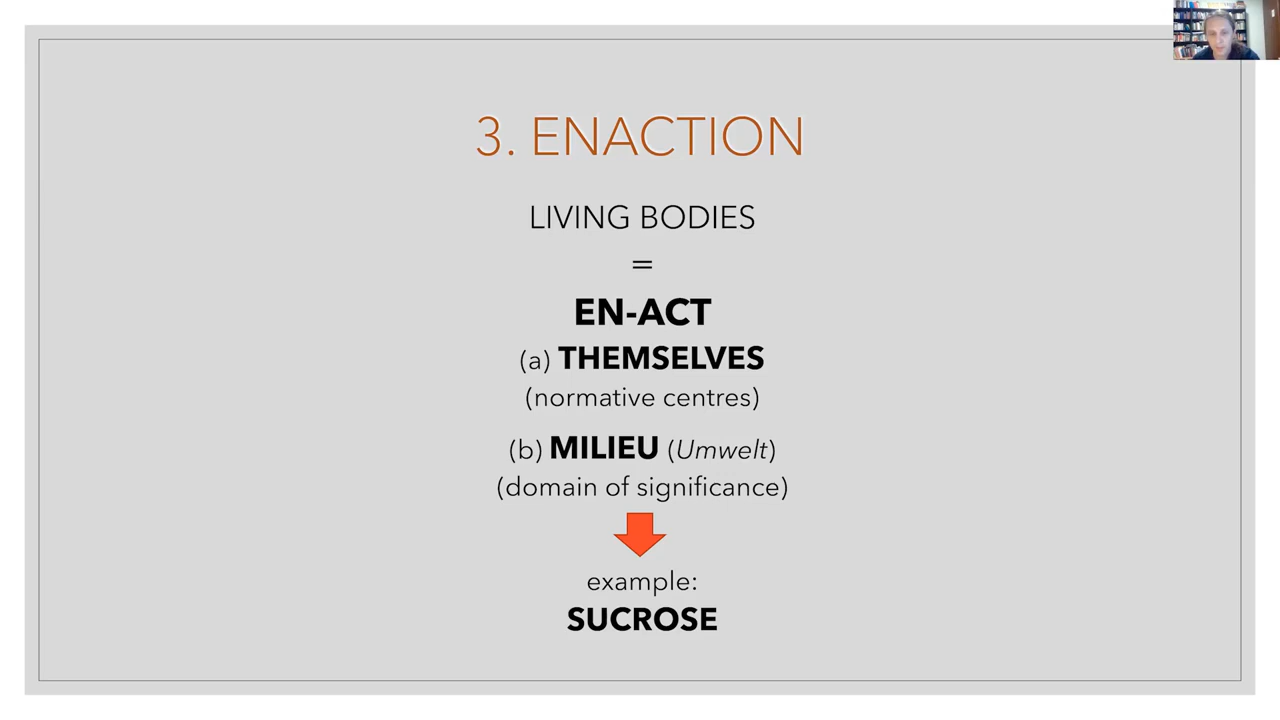 3. ENACTION
LIVING BODIES
=
EN-ACT
(a) THEMSELVES
(normative centres)
(b) MILIEU (Umwelt)
(domain of significance)
example:
SUCROSE